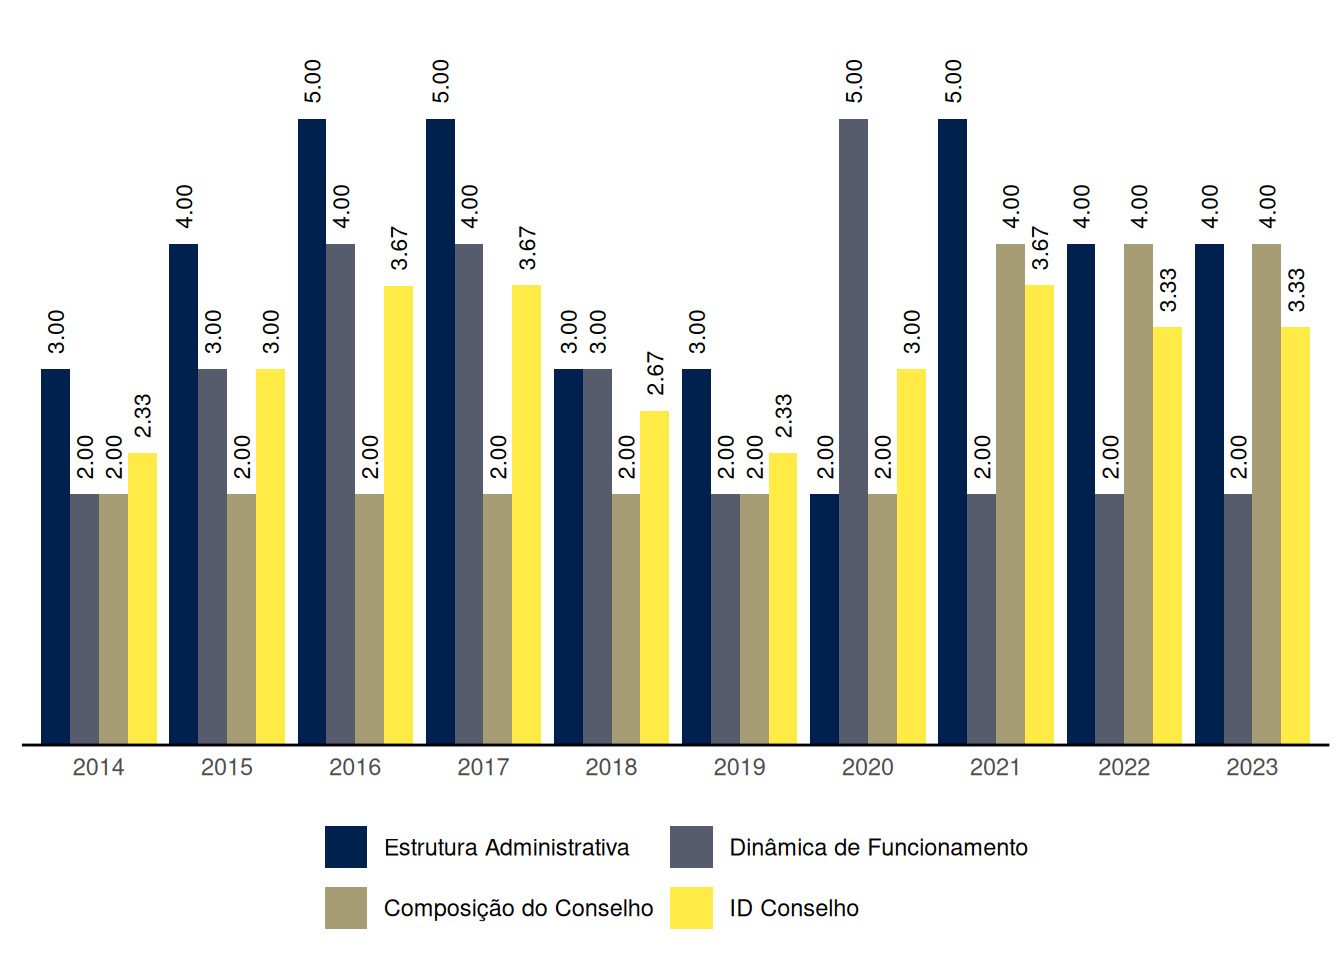 5.00 5.00 5.00 5.00
4.00 4.00 4.00 4.00 4.00 4.00 4.00 4.00
3.67 3.67 3.67
3.33 3.33
3.00 3.00 3.00 3.00 3.00 3.00 3.00
2.67
2.33 2.33
2.00 2.00 2.00 2.00 2.00 2.00 2.00 2.00 2.00 2.00 2.00 2.00 2.00
2014 2015 2016 2017 2018 2019 2020 2021 2022 2023
Estrutura Administrativa Dinâmica de Funcionamento
Composição do Conselho ID Conselho